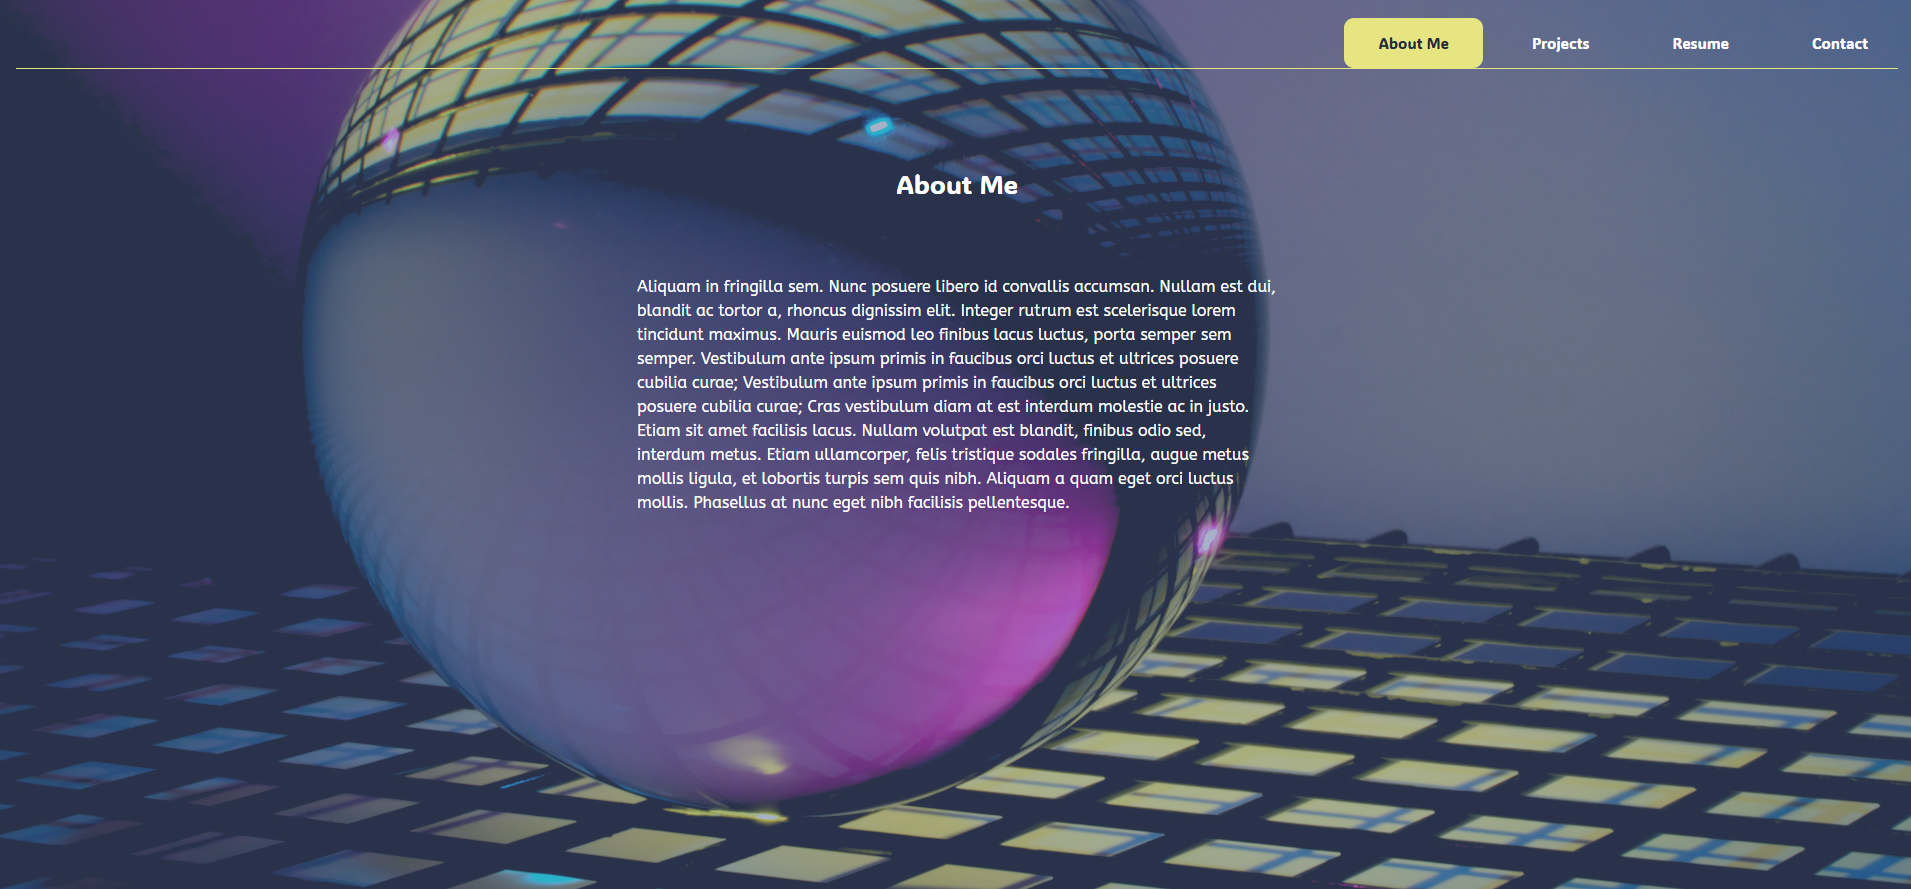 About Me
Projects
Resume
Contact
About Me
Aliquam in fringilla sem. Nunc posuere libero id convallis accumsan. Nullam est dui,
blandit ac tortor a, rhoncus dignissim elit. Integer rutrum est scelerisque lorem
tincidunt maximus. Mauris euismod leo finibus lacus luctus, porta semper sem
semper. Vestibulum ante ipsum primis in faucibus orci luctus et ultrices posuere
cubilia curae; Vestibulum ante ipsum primis in faucibus orci luctus et ultrices
posuere cubilia curae; Cras vestibulum diam at est interdum molestie ac in justo.
Etiam sit amet facilisis lacus. Nullam volutpat est blandit, finibus odio sed,
interdum metus. Etiam ullamcorper, felis tristique sodales fringilla, augue metus
mollis ligula, et lobortis turpis sem quis nibh. Aliquam a quam eget orci luctus
mollis. Phasellus at nunc eget nibh facilisis pellentesque.